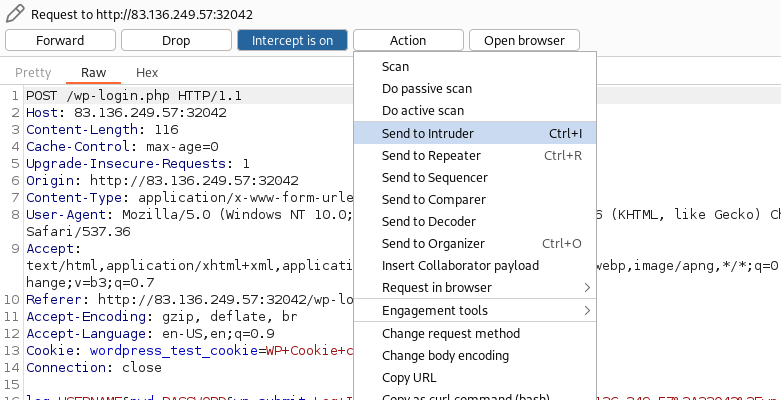 Request to http://83.136.249.57:32042
Forward Drop Intercept is on Action Open browser
Pretty Raw Hex
1 POST /wp-login.php HTTP/1.1
2 Host: 83.136.249.57:32042
3 Content-Length: 116
4 Cache-Control: max-age=0
5 Upgrade-Insecure-Requests: 1
6 Origin: http://83.136.249.57:32042
7 Content-Type: application/x-www-form-urle
8 User-Agent: Mozilla/5.0 (Windows NT 10.0; 6 (KHTML, like Gecko) Ch
Safari/537.36
9 Accept:
text/html,application/xhtml+xml,applicati webp,image/apng,*/*;q=0
hange;v=b3;q=0.7
10 Referer: http://83.136.249.57:32042/wp-lo
11 Accept-Encoding: gzip, deflate, br
12 Accept-Language: en-US,en;q=0.9
13 Cookie: wordpress_test_cookie=WP+Cookie+c
14 Connection: close
15
Scan
Do passive scan
Do active scan
Send to Intruder Ctrl+I
Send to Repeater Ctrl+R
Send to Sequencer
Send to Comparer
Send to Decoder
Send to Organizer Ctrl+O
Insert Collaborator payload
Request in browser
Engagement tools
Change request method
Change body encoding
Copy URL
Copy as curl command (bash)